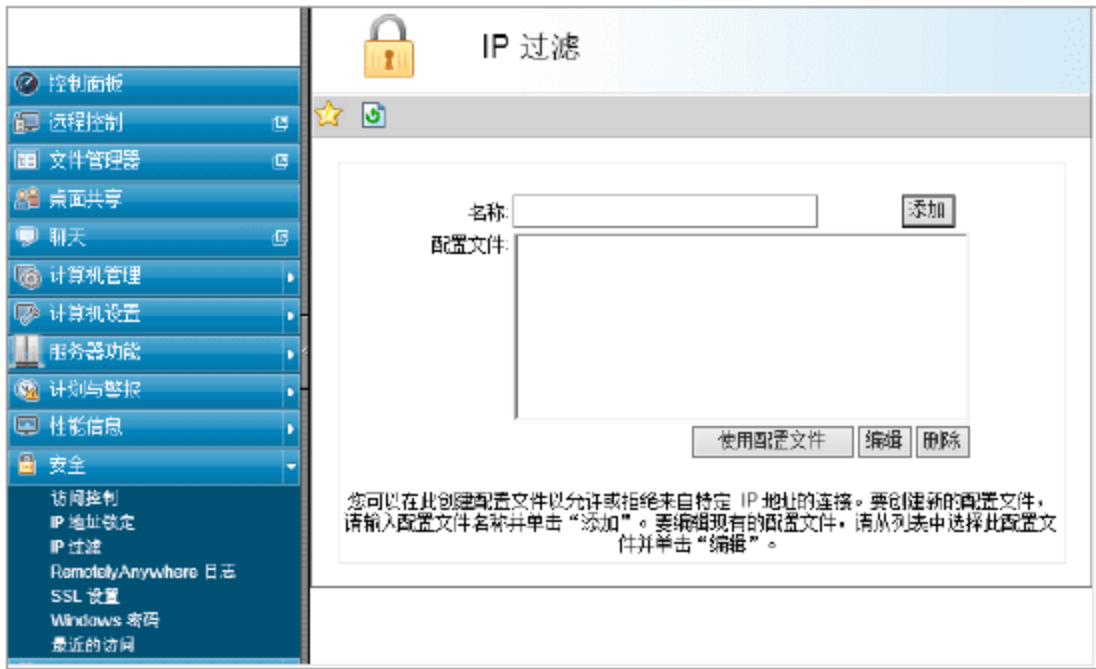 IP 过滤
控制面板
远程控制
文件管理器
桌面共享
聊天
计算机管理
计算机设置
服务器功能
计划与警报
性能信息
安全
访问控制
IP 地址锁定
IP 过滤
RemotelyAnywhere 日志
SSL 设置
Windows 密码
最近的访问
名称:
添加
配置文件:
使用配置文件
编辑
删除
您可以在此创建配置文件以允许或拒绝来自特定 IP 地址的连接。要创建新的配置文件，
请输入配置文件名称并单击“添加”。要编辑现有的配置文件，请从列表中选择此配置文
件并单击“编辑”。